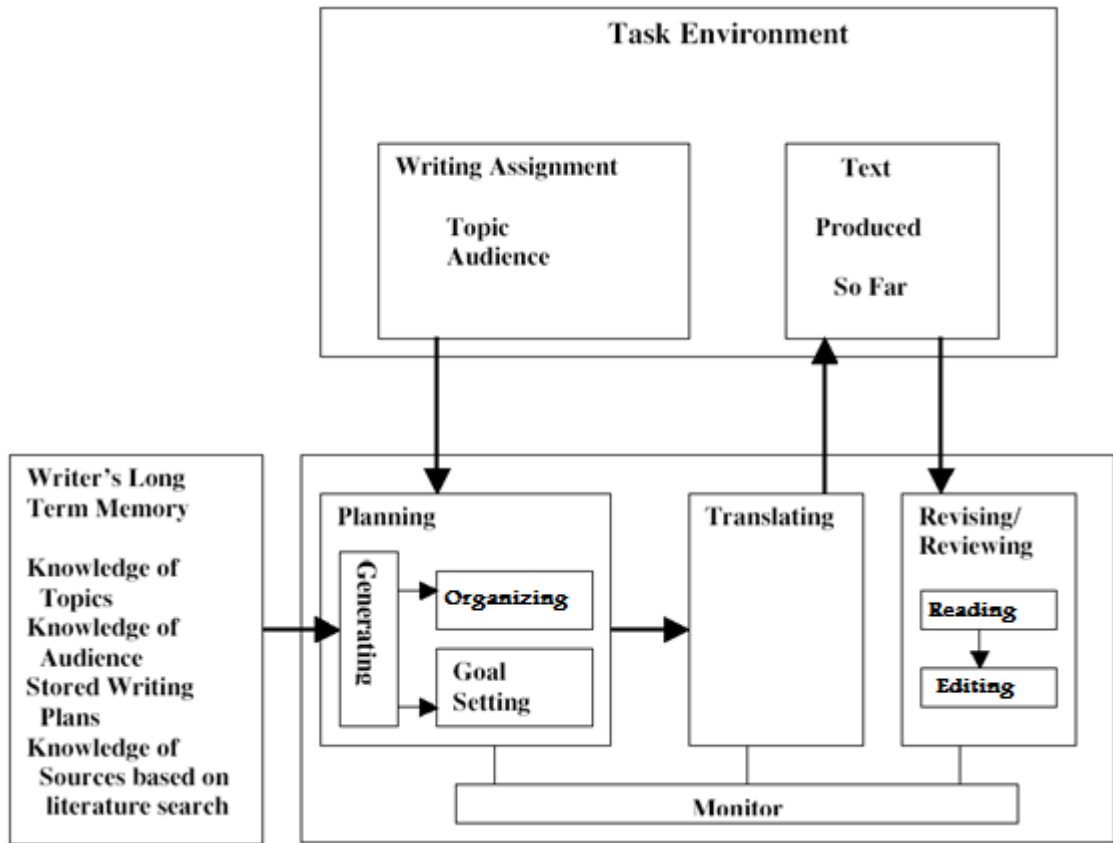 Task Environment
Writing Assignment
Topic
Audience
Text
Produced
So Far
Writer's Long
Term Memory
Knowledge of
Topics
Knowledge of
Audience
Stored Writing
Plans
Knowledge of
Sources based on
literature search
Planning
Generating
Organizing
Goal
Setting
Translating
Revising/
Reviewing
Reading
Editing
Monitor